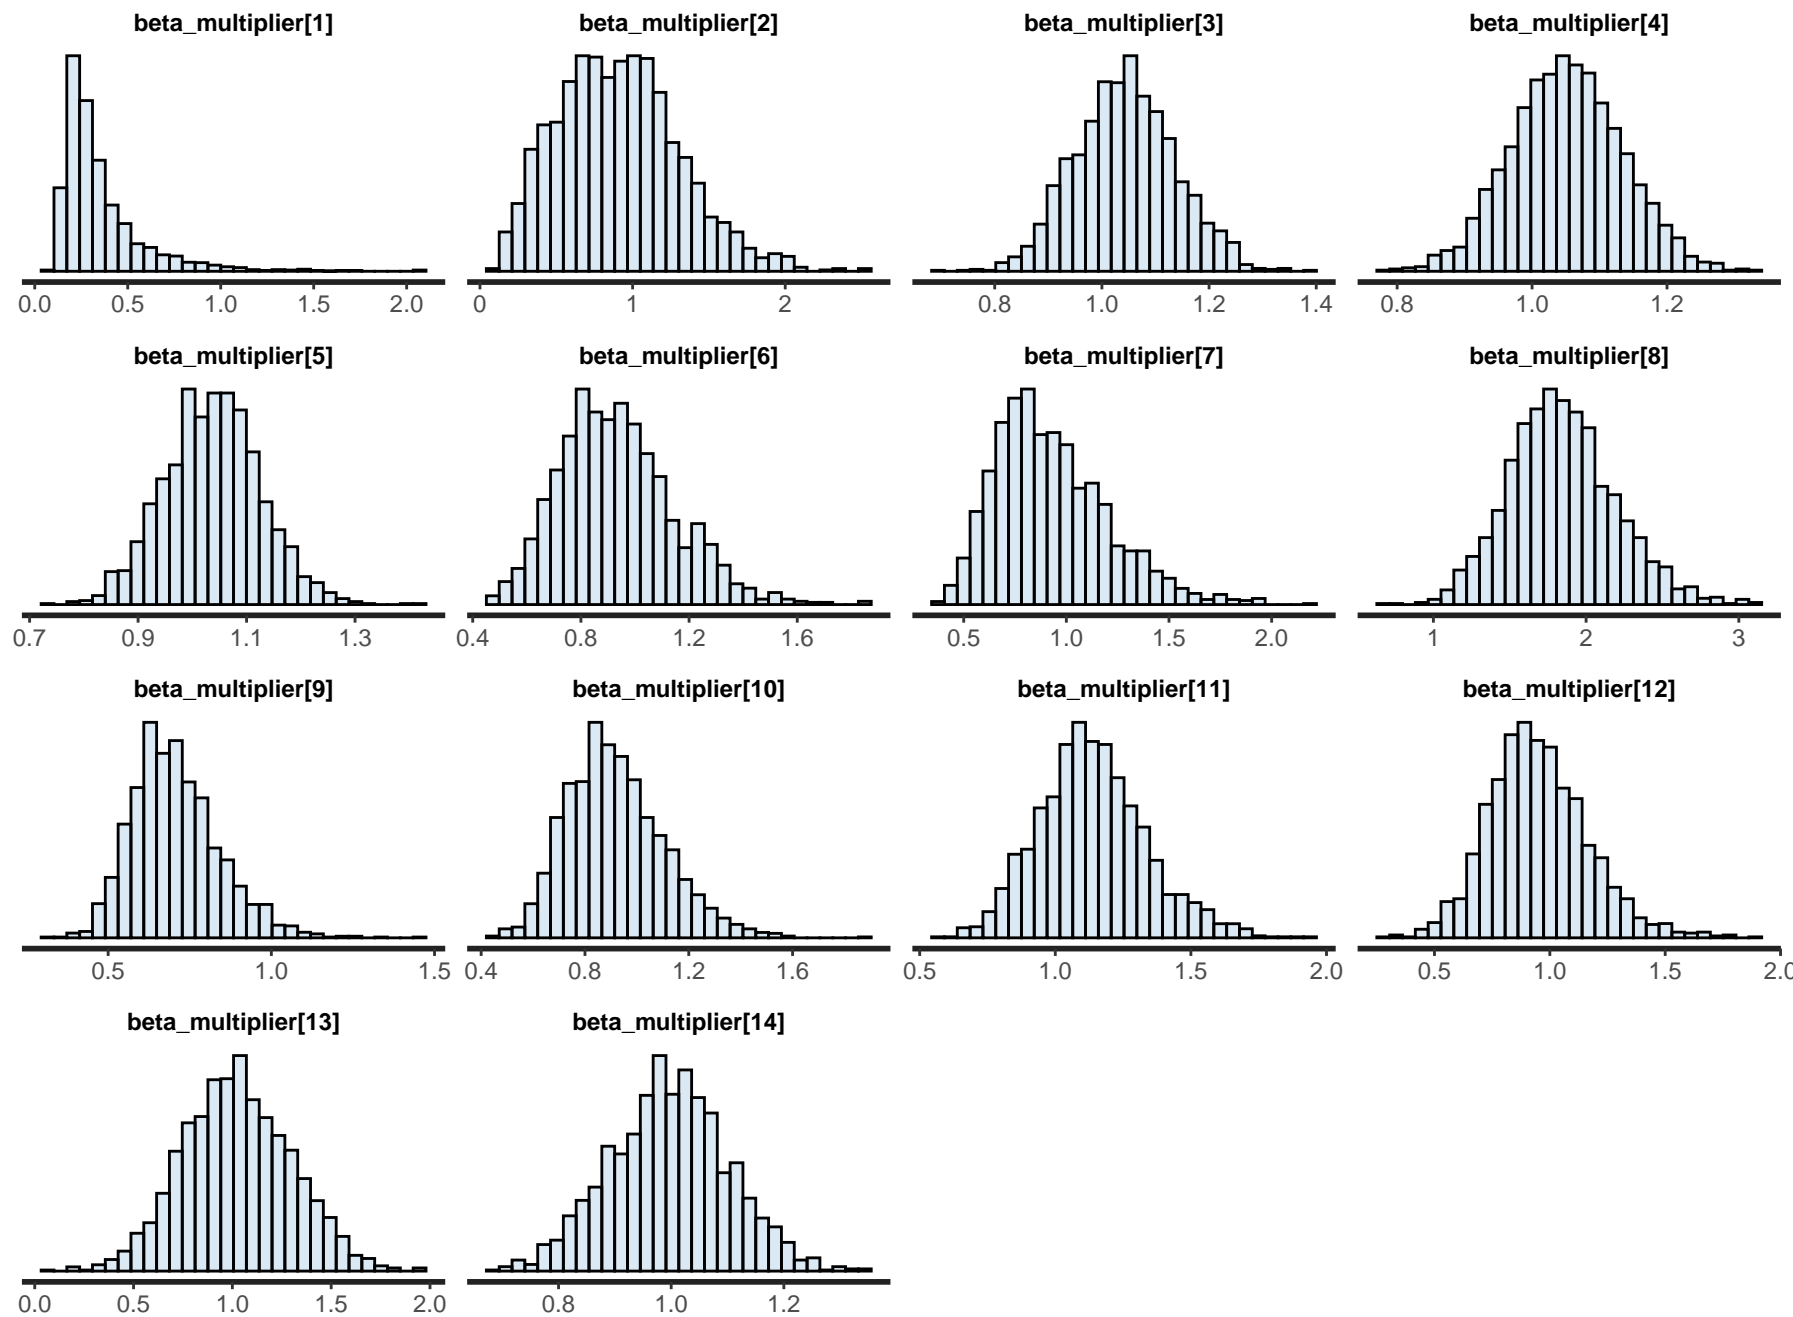 beta_multiplier[1] beta_multiplier[2] beta_multiplier[3] beta_multiplier[4]
0.0 0.5 1.0 1.5 2.0 0 1 2 0.8 1.0 1.2 1.4 0.8 1.0 1.2
beta_multiplier[5] beta_multiplier[6] beta_multiplier[7] beta_multiplier[8]
0.7 0.9 1.1 1.3 0.4 0.8 1.2 1.6 0.5 1.0 1.5 2.0 1 2 3
beta_multiplier[9] beta_multiplier[10] beta_multiplier[11] beta_multiplier[12]
0.5 1.0 1.5 0.4 0.8 1.2 1.6 0.5 1.0 1.5 2.0 0.5 1.0 1.5 2.0
beta_multiplier[13] beta_multiplier[14]
0.0 0.5 1.0 1.5 2.0 0.8 1.0 1.2